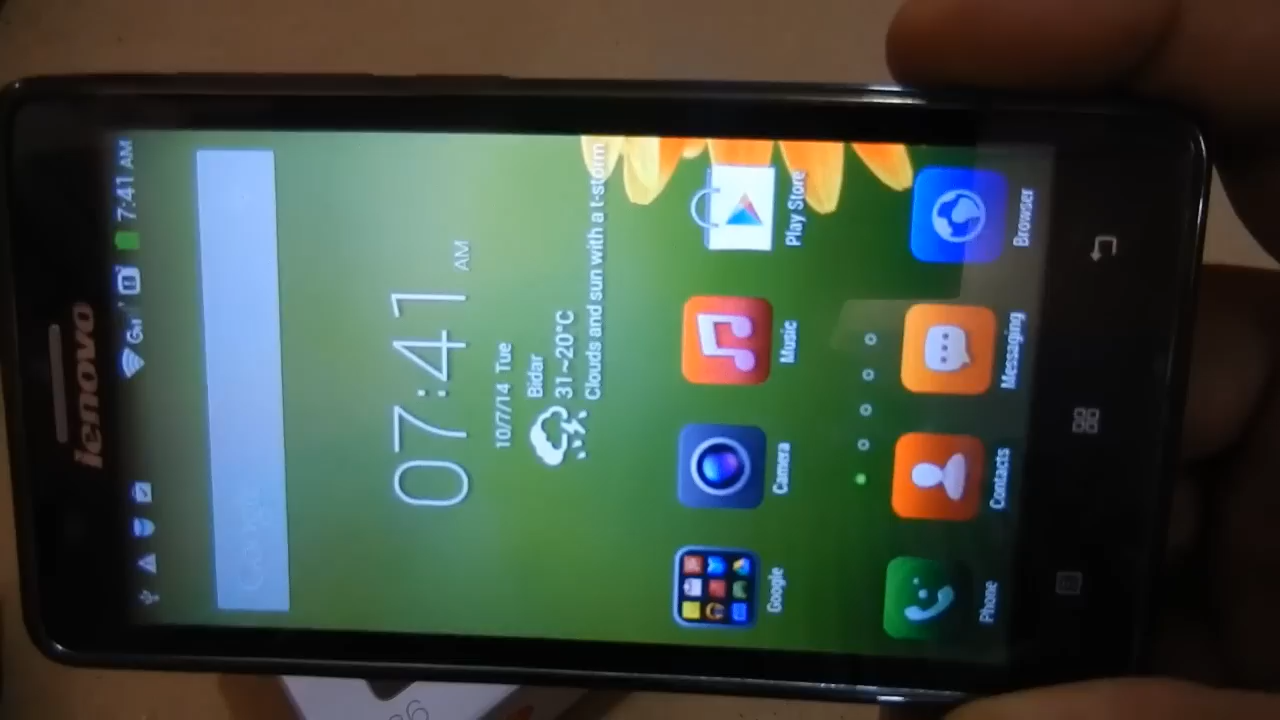 lenovo
7:41 AM
Google
07:41 AM
10/7/14 Tue
Bidar
31~20°C
Clouds and sun with a t-storm
Google
Camera
Music
Play Store
Phone
Contacts
Messaging
Browser